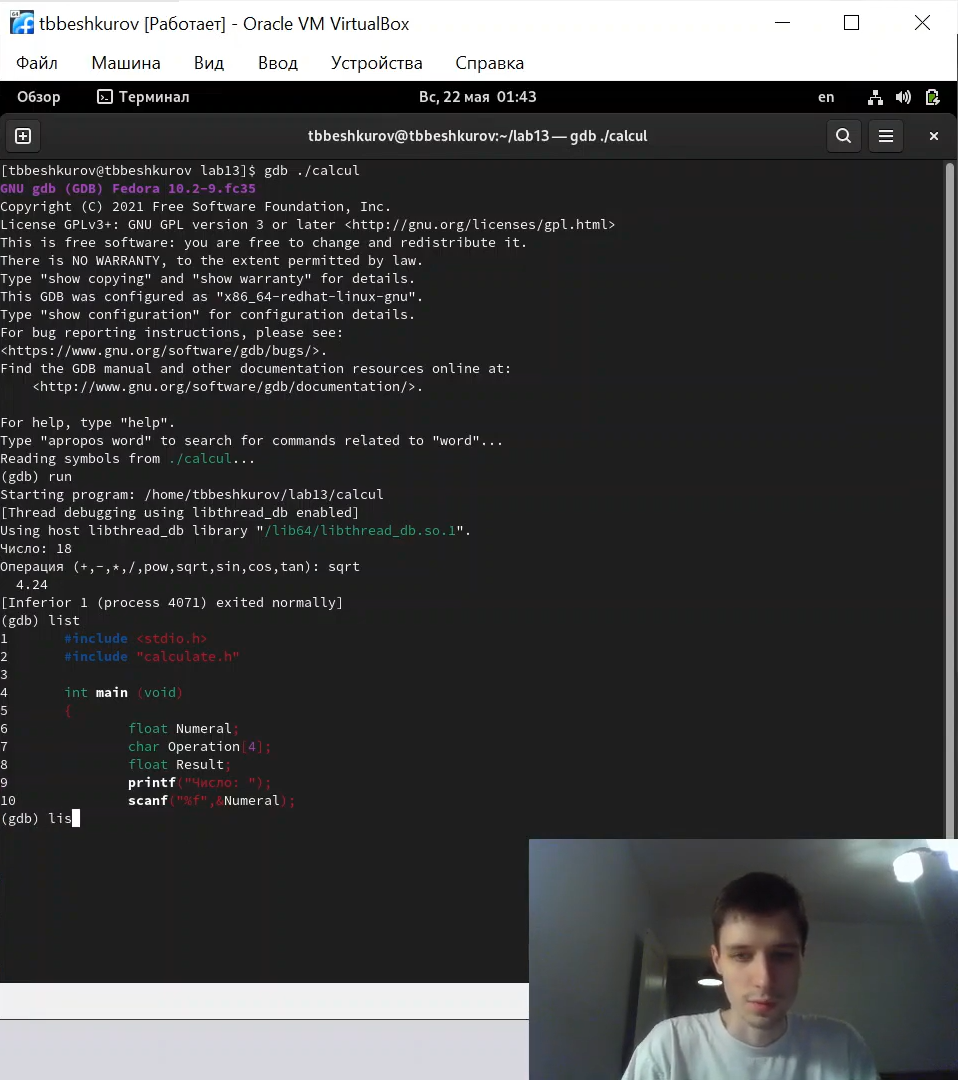 tbbeshkurov [Работает] - Oracle VM VirtualBox
Файл Машина Вид Ввод Устройства Справка
Обзор Терминал Вс, 22 мая 01:43 en
tbbeshkurov@tbbeshkurov:~/lab13 — gdb ./calcul
[tbbeshkurov@tbbeshkurov lab13]$ gdb ./calcul
GNU gdb (GDB) Fedora 10.2-9.fc35
Copyright (C) 2021 Free Software Foundation, Inc.
License GPLv3+: GNU GPL version 3 or later <http://gnu.org/licenses/gpl.html>
This is free software: you are free to change and redistribute it.
There is NO WARRANTY, to the extent permitted by law.
Type "show copying" and "show warranty" for details.
This GDB was configured as "x86_64-redhat-linux-gnu".
Type "show configuration" for configuration details.
For bug reporting instructions, please see:
<https://www.gnu.org/software/gdb/bugs/>.
Find the GDB manual and other documentation resources online at:
<http://www.gnu.org/software/gdb/documentation/>.
For help, type "help".
Type "apropos word" to search for commands related to "word"...
Reading symbols from ./calcul...
(gdb) run
Starting program: /home/tbbeshkurov/lab13/calcul
[Thread debugging using libthread_db enabled]
Using host libthread_db library "/lib64/libthread_db.so.1".
Число: 18
Операция (+,-,*,/,pow,sqrt,sin,cos,tan): sqrt
4.24
[Inferior 1 (process 4071) exited normally]
(gdb) list
1 #include <stdio.h>
2 #include "calculate.h"
3
4 int main (void)
5 {
6 float Numeral;
7 char Operation[4];
8 float Result;
9 printf("Число: ");
10 scanf("%f",&Numeral);
(gdb) lis